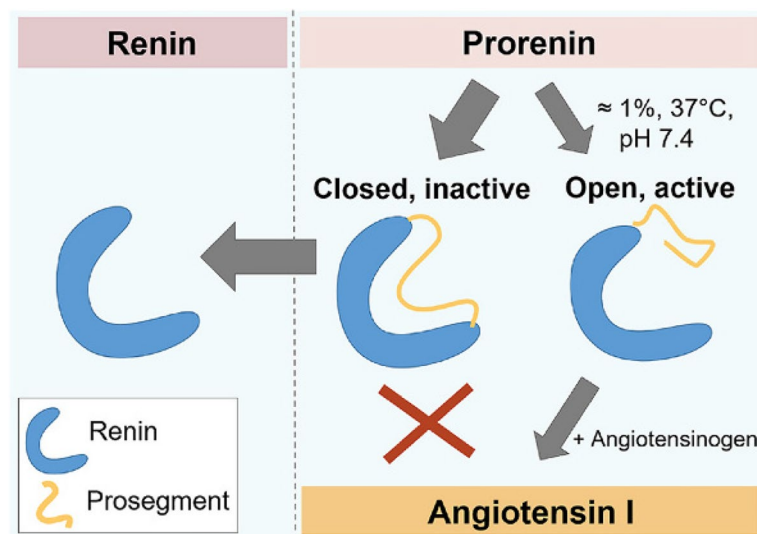 Renin
Prorenin
≈ 1%, 37°C,
pH 7.4
Closed, inactive
Open, active
Renin
Prosegment
+ Angiotensinogen
Angiotensin I